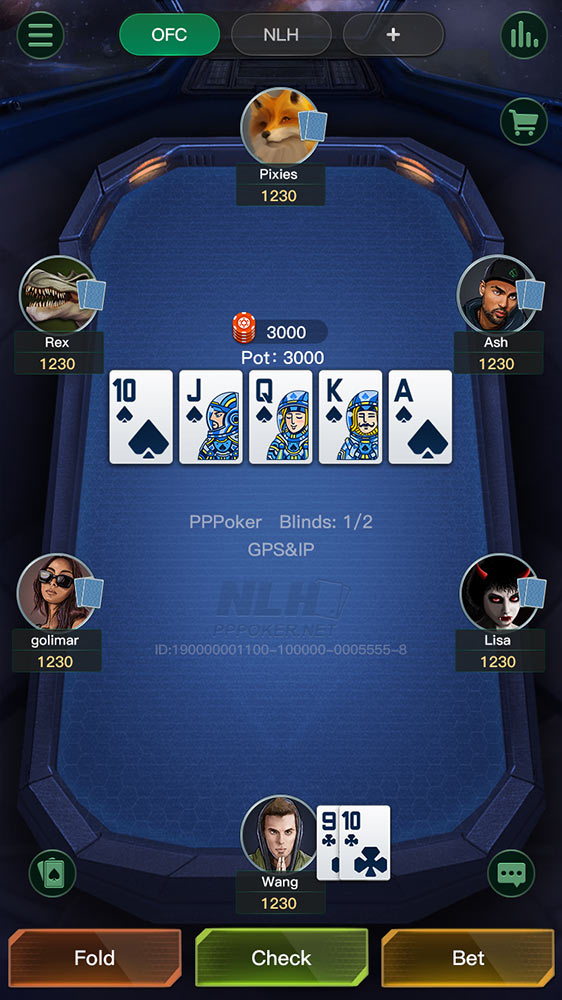 OFC NLH +
Pixies
1230
Rex
1230
Ash
1230
3000
Pot: 3000
10 J Q K A
PPPoker Blinds: 1/2
GPS&IP
NLH
PPPOKER.NET
ID:190000001100-100000-0005555-8
golimar
1230
Lisa
1230
9 10
Wang
1230
Fold Check Bet